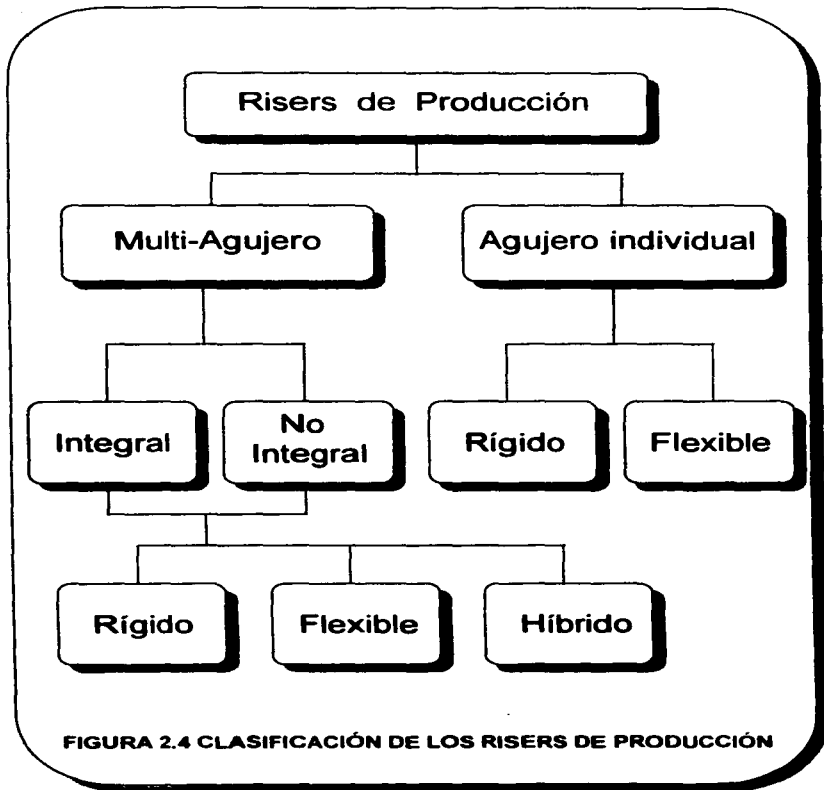 Risers de Producción
Multi-Agujero
Agujero individual
Integral
No
Integral
Rígido
Flexible
Rígido
Flexible
Híbrido
FIGURA 2.4 CLASIFICACIÓN DE LOS RISERS DE PRODUCCIÓN